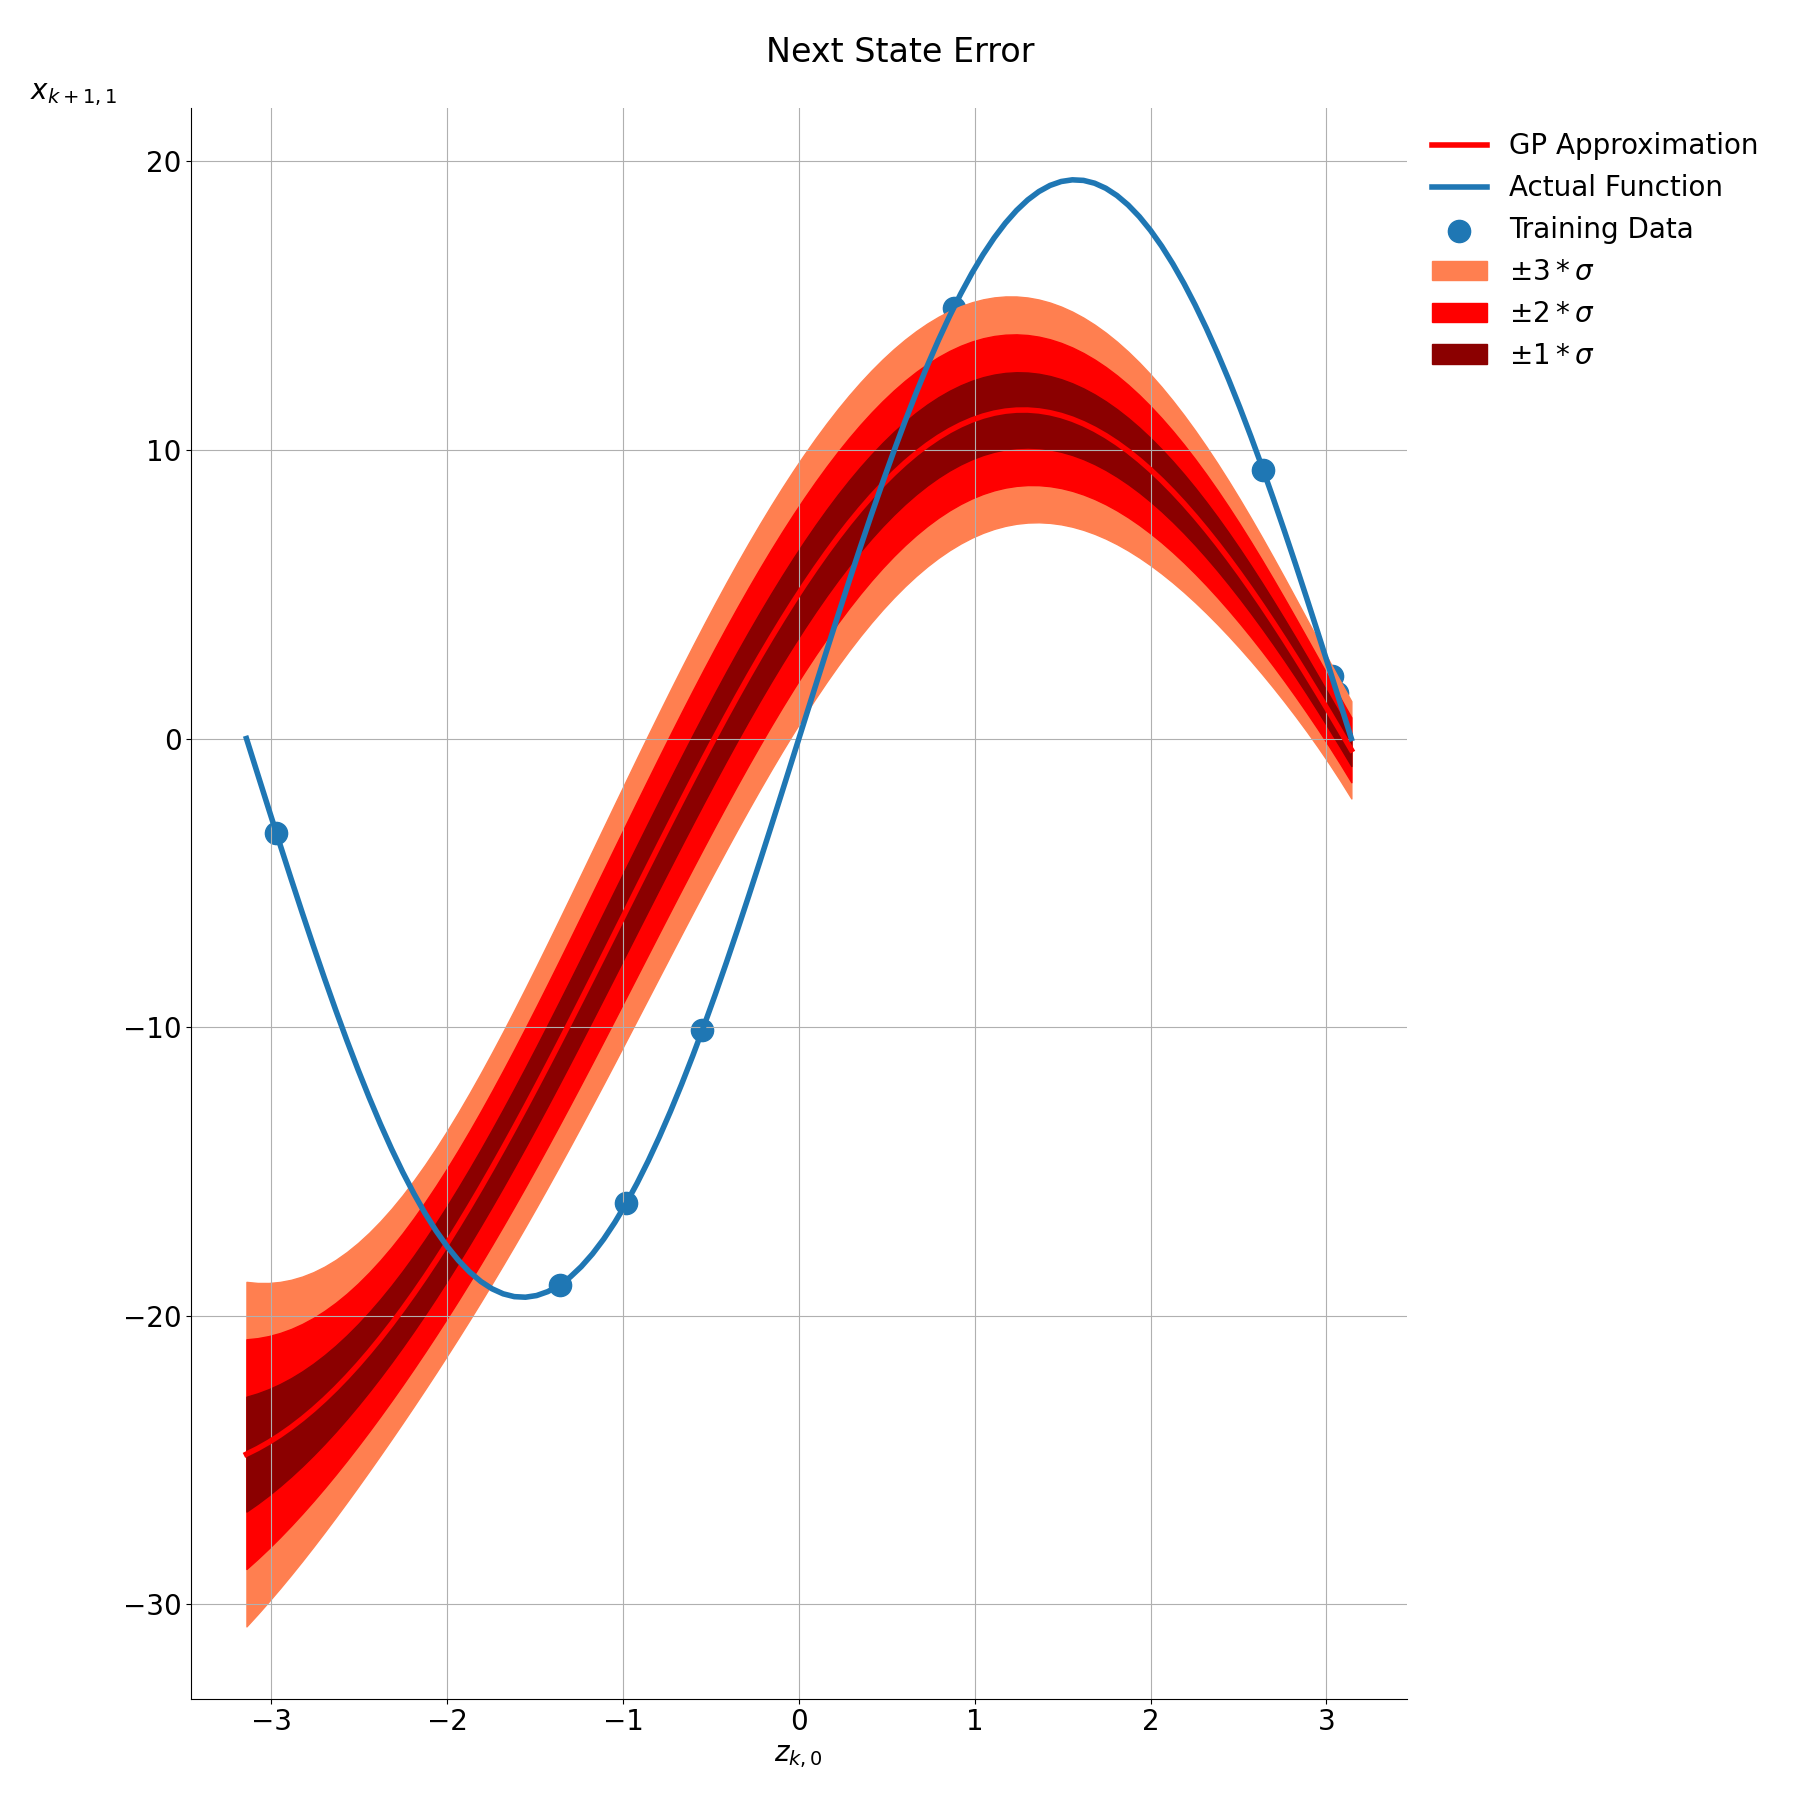 Next State Error
x_{k+1,1}
20
10
0
−10
−20
−30
−3 −2 −1 0 1 2 3
z_{k,0}
GP Approximation
Actual Function
Training Data
±3*σ
±2*σ
±1*σ